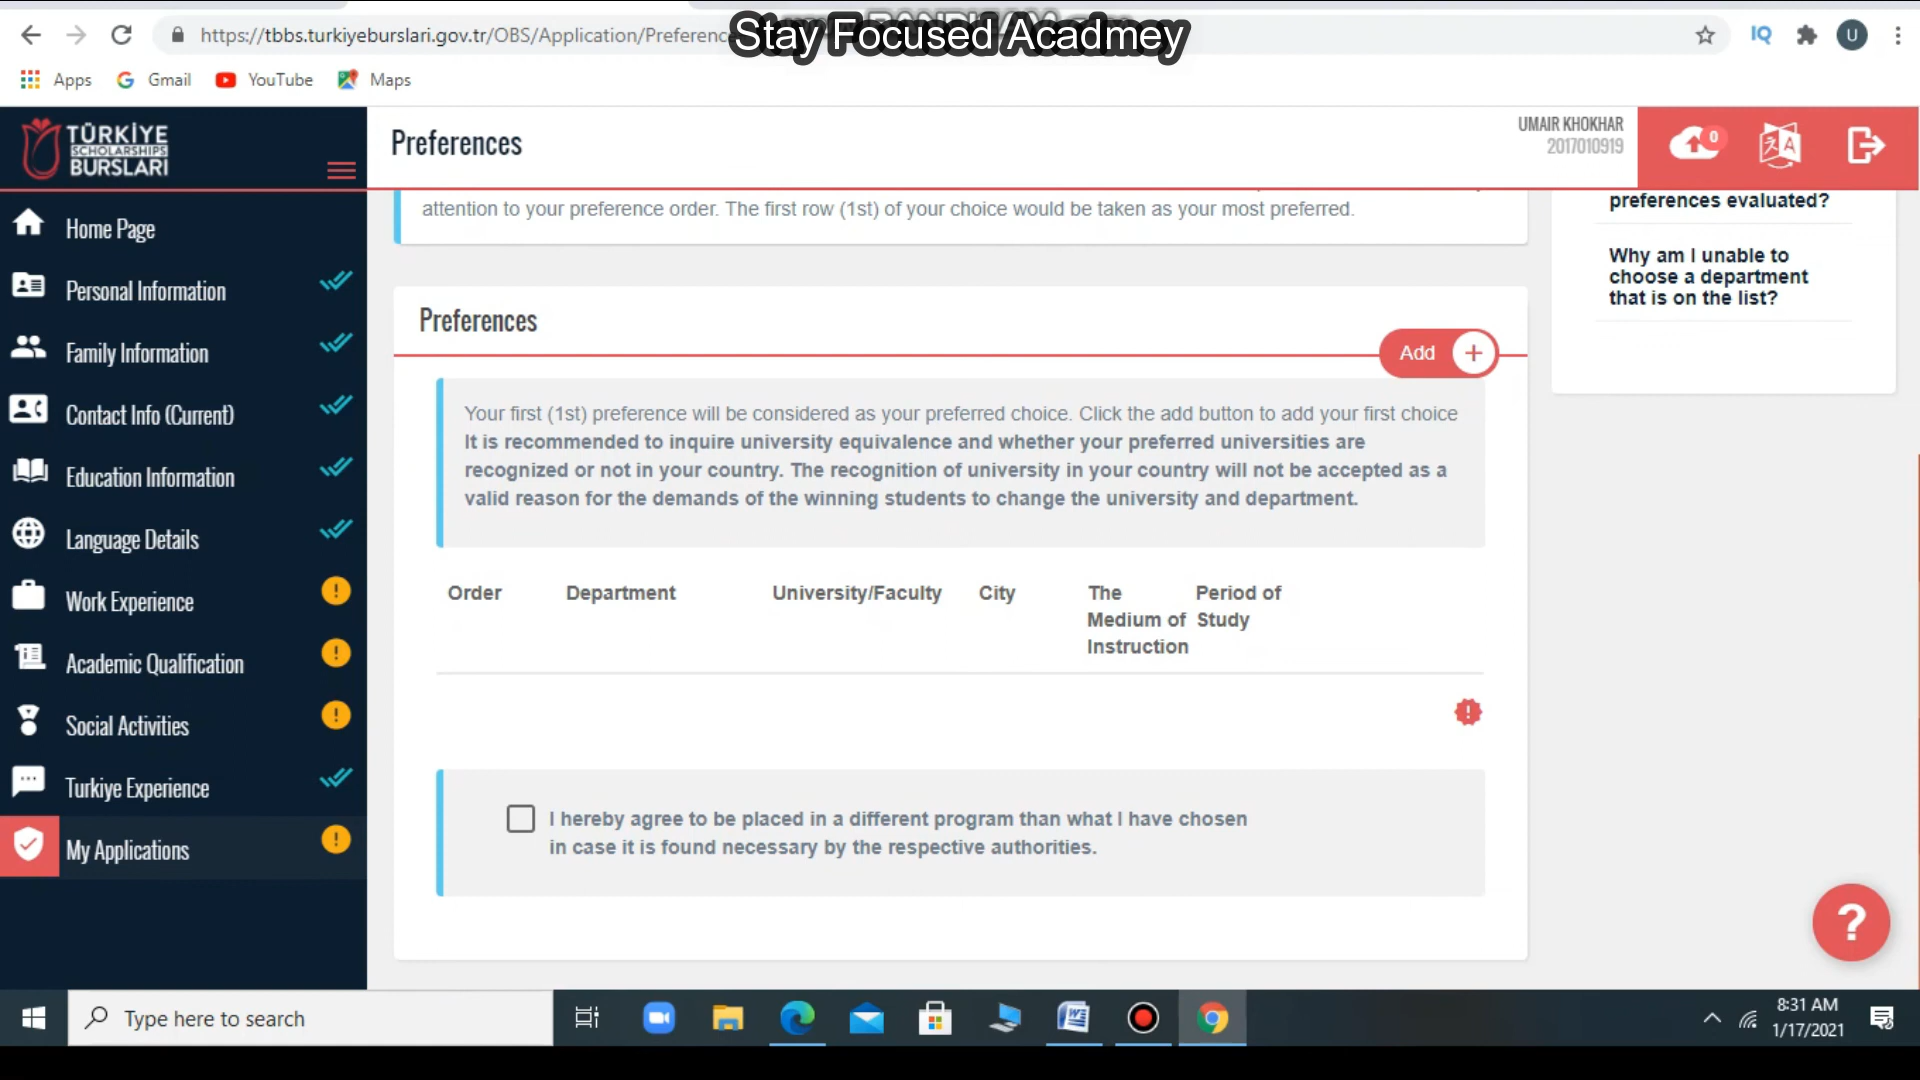 Stay Focused Acadmey
https://tbbs.turkiyeburslari.gov.tr/OBS/Application/Preferenc
IQ
U
Apps
Gmail
YouTube
Maps
TÜRKİYE
SCHOLARSHIPS
BURSLARI
Preferences
UMAIR KHOKHAR
2017010919
0
A
Home Page
Personal Information
Family Information
Contact Info (Current)
Education Information
Language Details
Work Experience
!
Academic Qualification
!
Social Activities
!
Turkiye Experience
My Applications
!
attention to your preference order. The first row (1st) of your choice would be taken as your most preferred.
Preferences
Add +
Your first (1st) preference will be considered as your preferred choice. Click the add button to add your first choice
It is recommended to inquire university equivalence and whether your preferred universities are
recognized or not in your country. The recognition of university in your country will not be accepted as a
valid reason for the demands of the winning students to change the university and department.
Order Department University/Faculty City The Medium of Instruction Period of Study
!
I hereby agree to be placed in a different program than what I have chosen
in case it is found necessary by the respective authorities.
preferences evaluated?
Why am I unable to
choose a department
that is on the list?
?
Type here to search
8:31 AM
1/17/2021